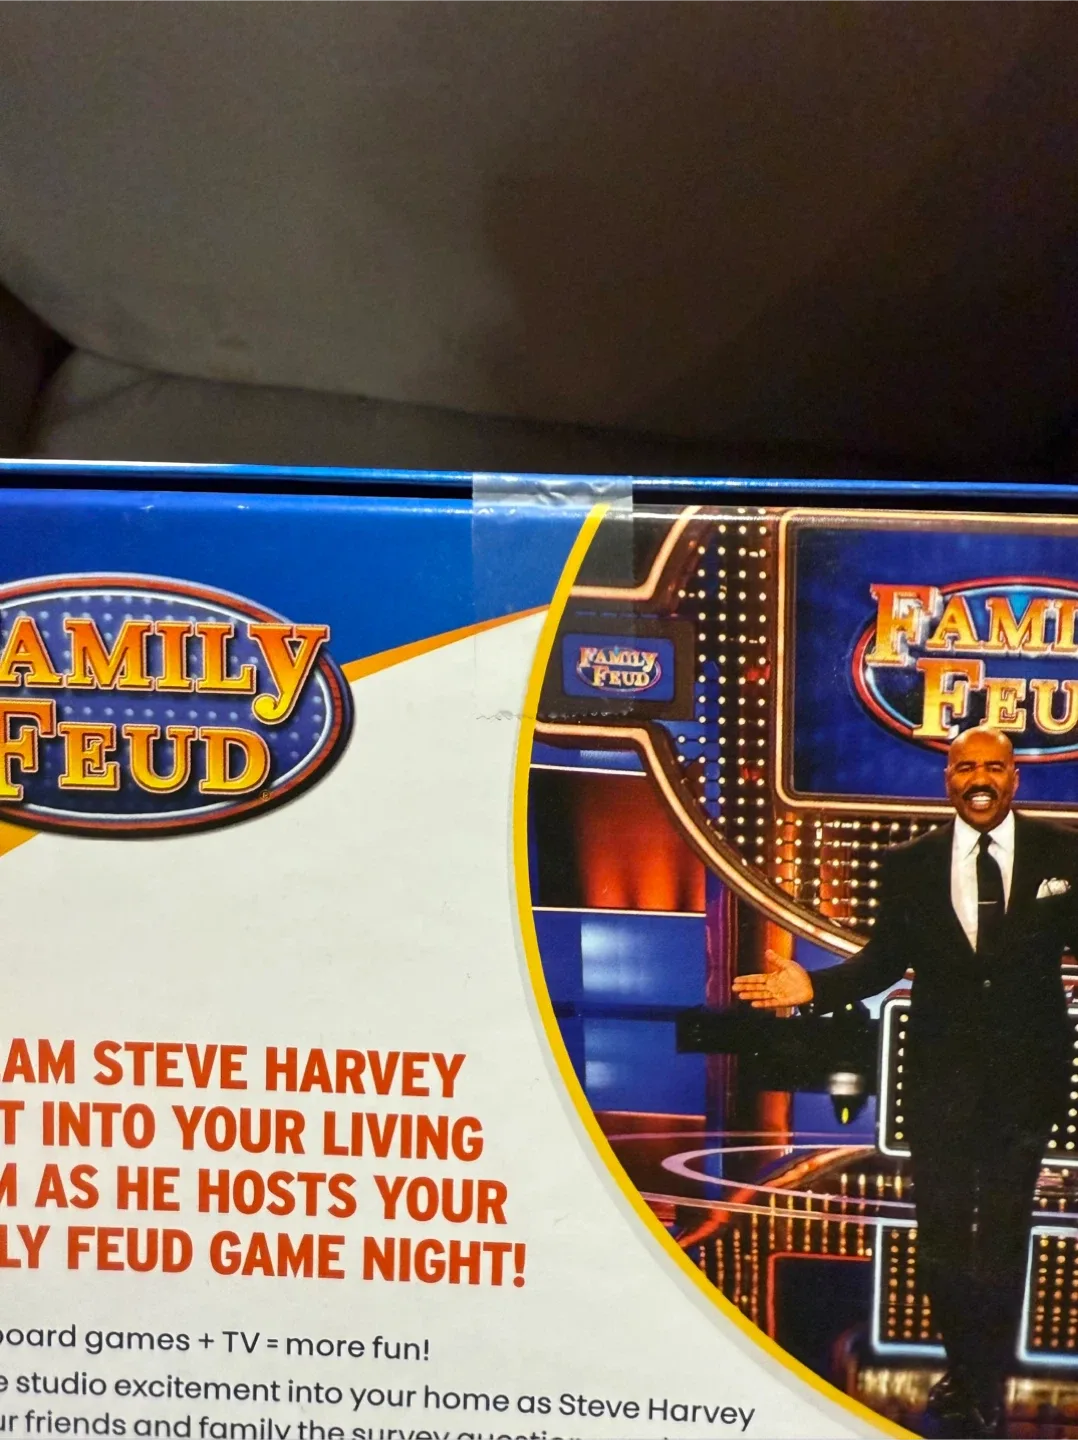 AMILY
FEUD
FAMILY
FEUD
FAMI
FEU
AM STEVE HARVEY
T INTO YOUR LIVING
M AS HE HOSTS YOUR
LY FEUD GAME NIGHT!
board games + TV = more fun!
e studio excitement into your home as Steve Harvey
ur friends and family the survey